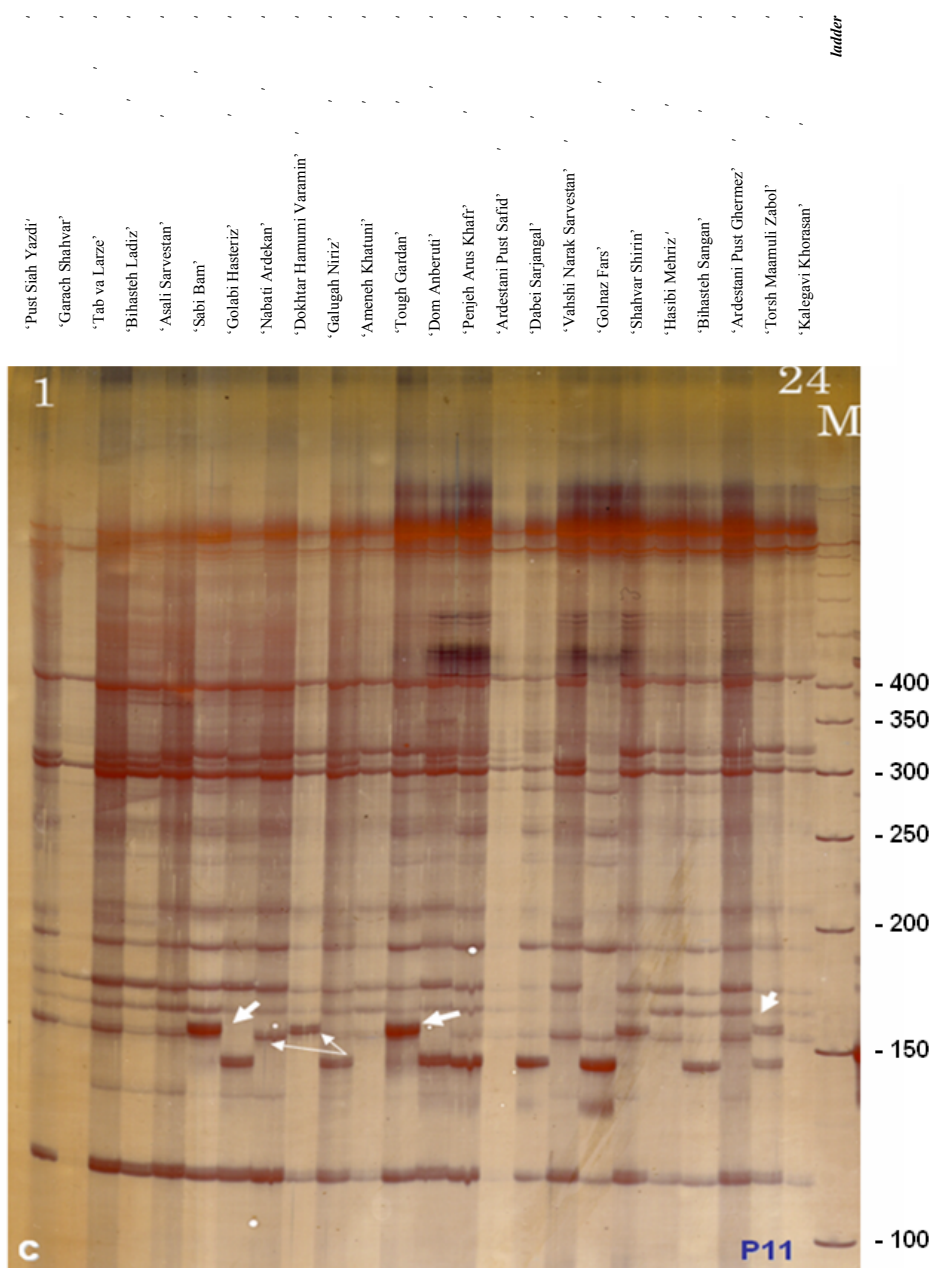 ‘Pust Siah Yazdi’
‘Garach Shahvar’
‘Tab va Larze’
‘Bihasteh Ladiz’
‘Asali Sarvestan’
‘Sabi Bam’
‘Golabi Hasteriz’
‘Nabati Ardekan’
‘Dokhtar Hamumi Varamin’
‘Galugah Niriz’
‘Ameneh Khatuni’
‘Tough Gardan’
‘Dom Anberuti’
‘Penjeh Arus Khafr’
‘Ardestani Pust Safid’
‘Dabei Sarjangal’
‘Vahshi Narak Sarvestan’
‘Golnaz Fars’
‘Shahvar Shirin’
‘Hasibi Mehriz’
‘Bihasteh Sangan’
‘Ardestani Pust Ghermez’
‘Torsh Maamuli Zabol’
‘Kalegavi Khorasan’
ladder
1
24
M
- 400
- 350
- 300
- 250
- 200
- 150
- 100
C
P11